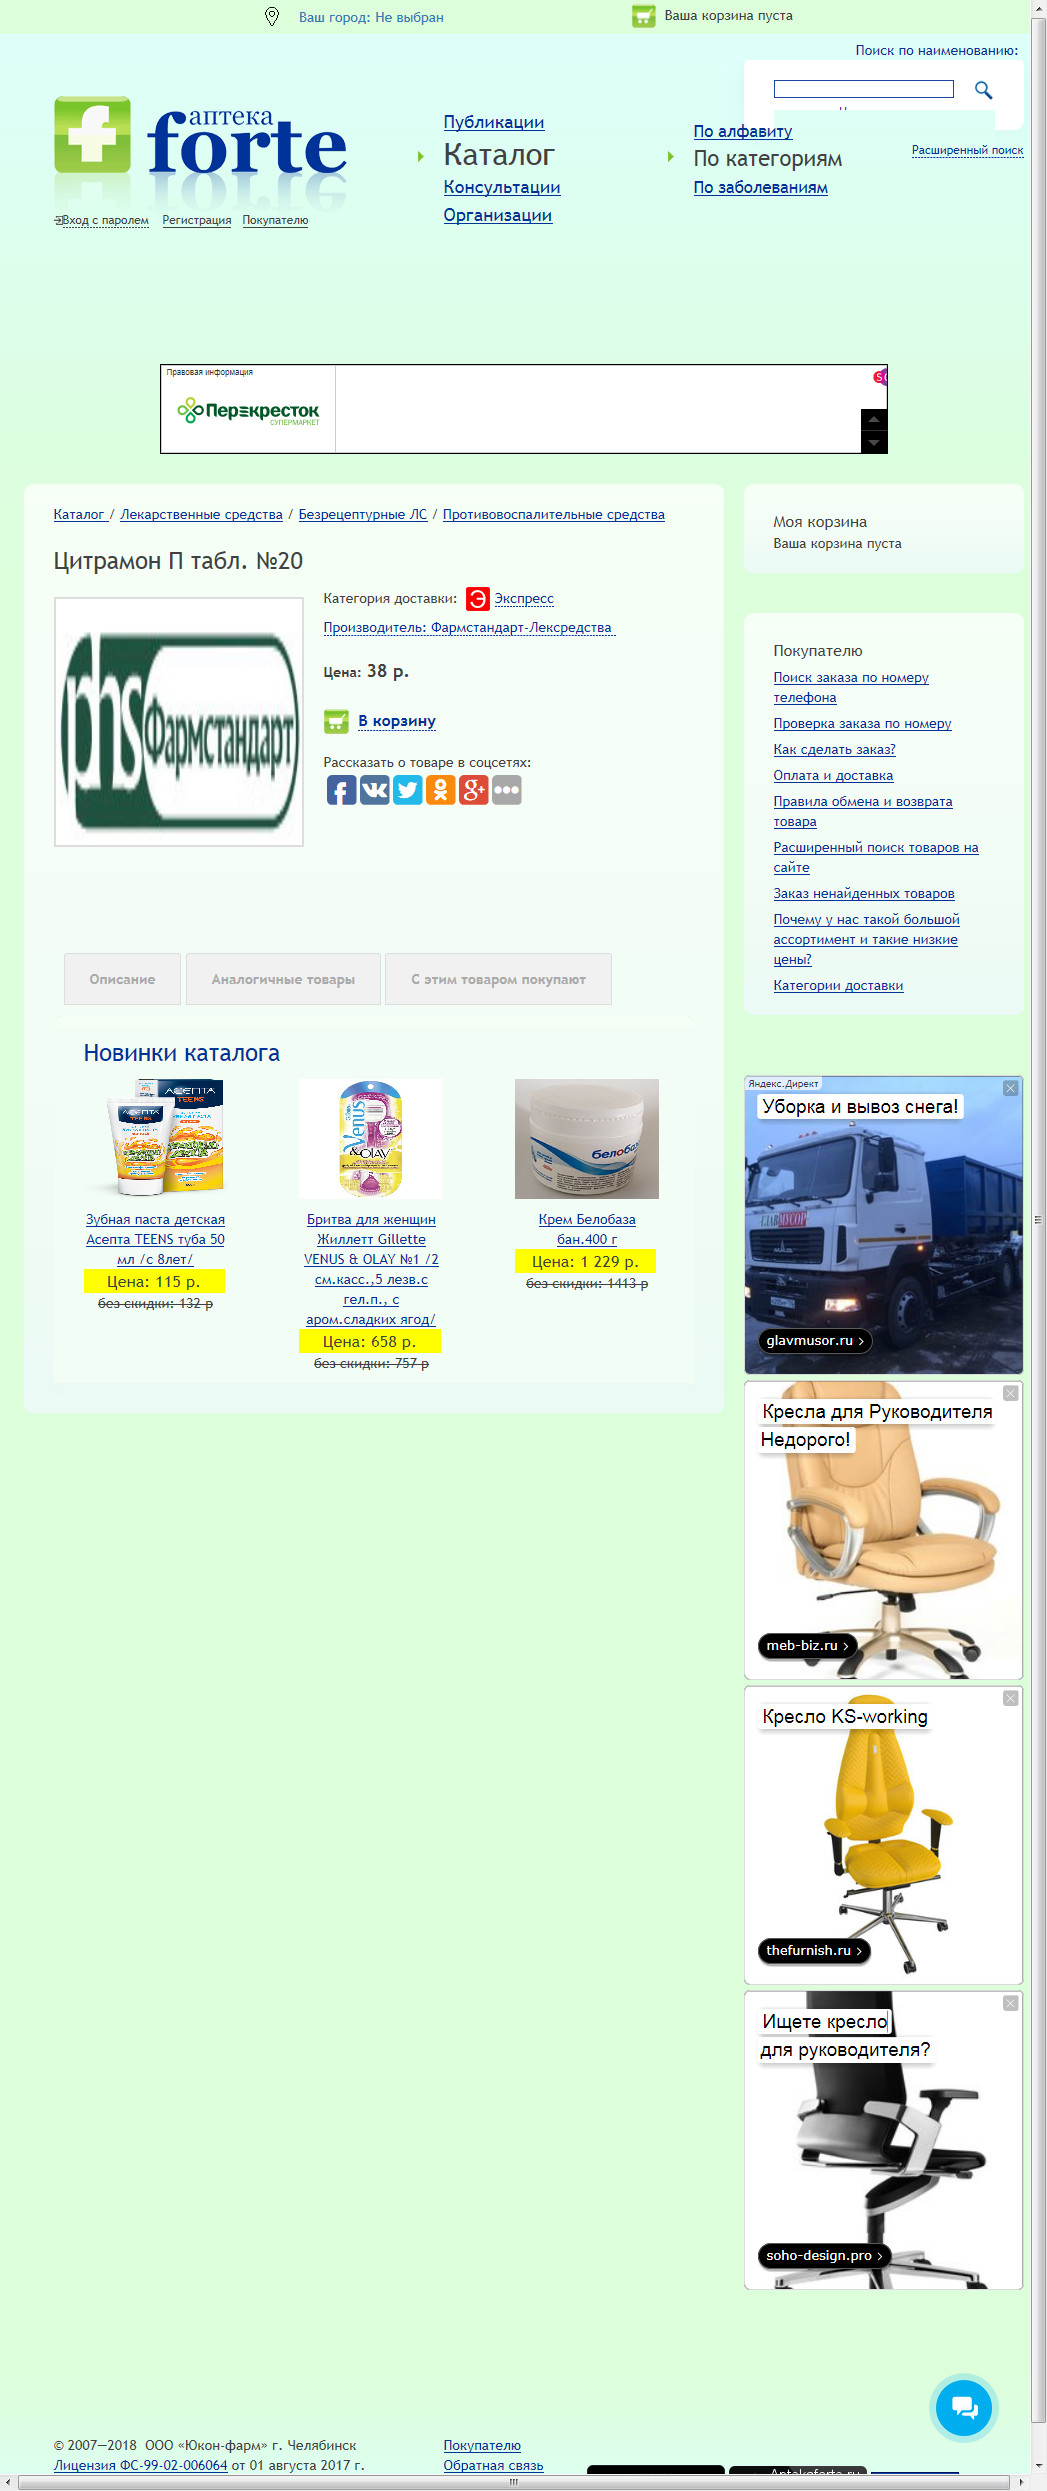 Ваш город: Не выбран
Ваша корзина пуста
Поиск по наименованию:
аптека
forte
Публикации
Каталог
Консультации
Организации
По алфавиту
По категориям
По заболеваниям
Расширенный поиск
Вход с паролем
Регистрация
Покупателю
Правовая информация
Перекресток
СУПЕРМАРКЕТ
Каталог / Лекарственные средства / Безрецептурные ЛС / Противовоспалительные средства
Цитрамон П табл. №20
phs Фармстандарт
Категория доставки: Э Экспресс
Производитель: Фармстандарт-Лексредства
Цена: 38 р.
В корзину
Рассказать о товаре в соцсетях:
Моя корзина
Ваша корзина пуста
Покупателю
Поиск заказа по номеру
телефона
Проверка заказа по номеру
Как сделать заказ?
Оплата и доставка
Правила обмена и возврата
товара
Расширенный поиск товаров на
сайте
Заказ ненайденных товаров
Почему у нас такой большой
ассортимент и такие низкие
цены?
Категории доставки
Описание
Аналогичные товары
С этим товаром покупают
Новинки каталога
АСЕПТА
TEENS
АСЕПТА
TEENS
Venus
&OLAY
белобаза
Зубная паста детская
Асепта TEENS туба 50
мл /с 8лет/
Цена: 115 р.
без скидки: 132 р
Бритва для женщин
Жиллетт Gillette
VENUS & OLAY №1 /2
см.касс.,5 лезв.с
гел.п., с
аром.сладких ягод/
Цена: 658 р.
без скидки: 757 р
Крем Белобаза
бан.400 г
Цена: 1 229 р.
без скидки: 1413 р
Яндекс.Директ
Уборка и вывоз снега!
ГЛАВМУСОР
glavmusor.ru
Кресла для Руководителя
Недорого!
meb-biz.ru
Кресло KS-working
thefurnish.ru
Ищете кресло
для руководителя?
soho-design.pro
© 2007—2018 ООО «Юкон-фарм» г. Челябинск
Лицензия ФС-99-02-006064 от 01 августа 2017 г.
Покупателю
Обратная связь
Aptekaforte.ru